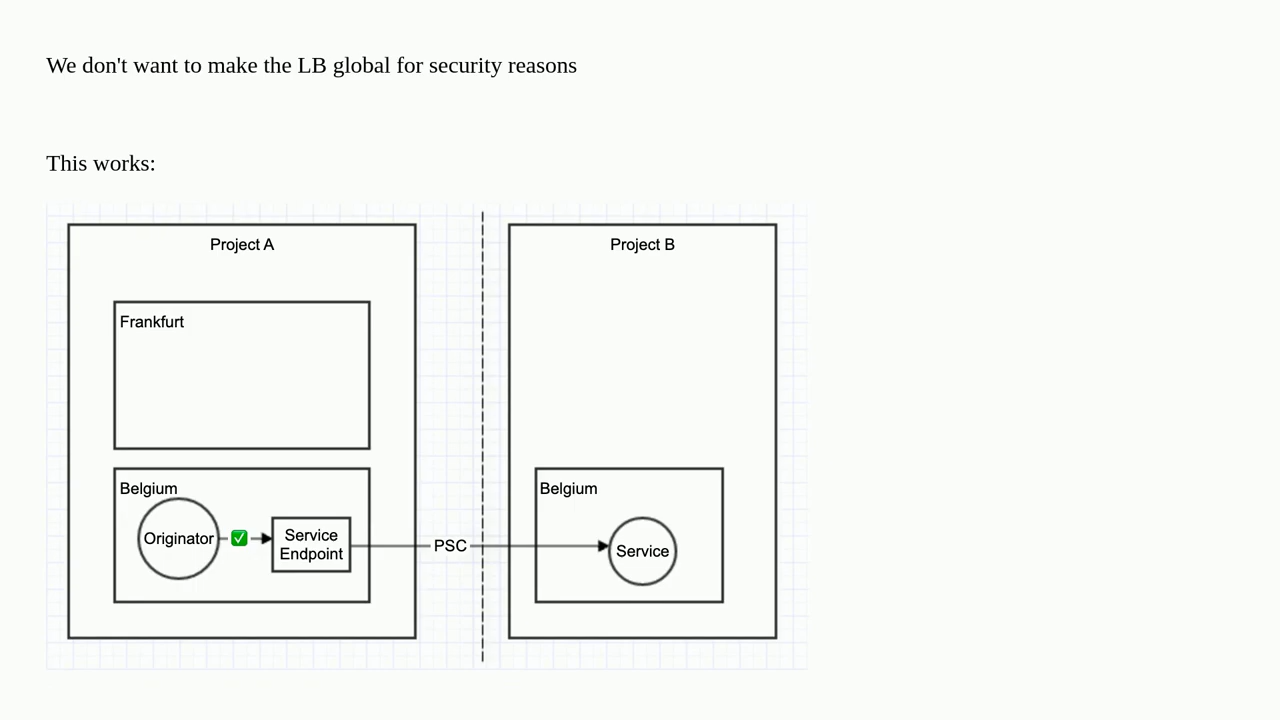 We don't want to make the LB global for security reasons
This works:
Project A
Project B
Frankfurt
Belgium
Originator
Service
Endpoint
PSC
Belgium
Service